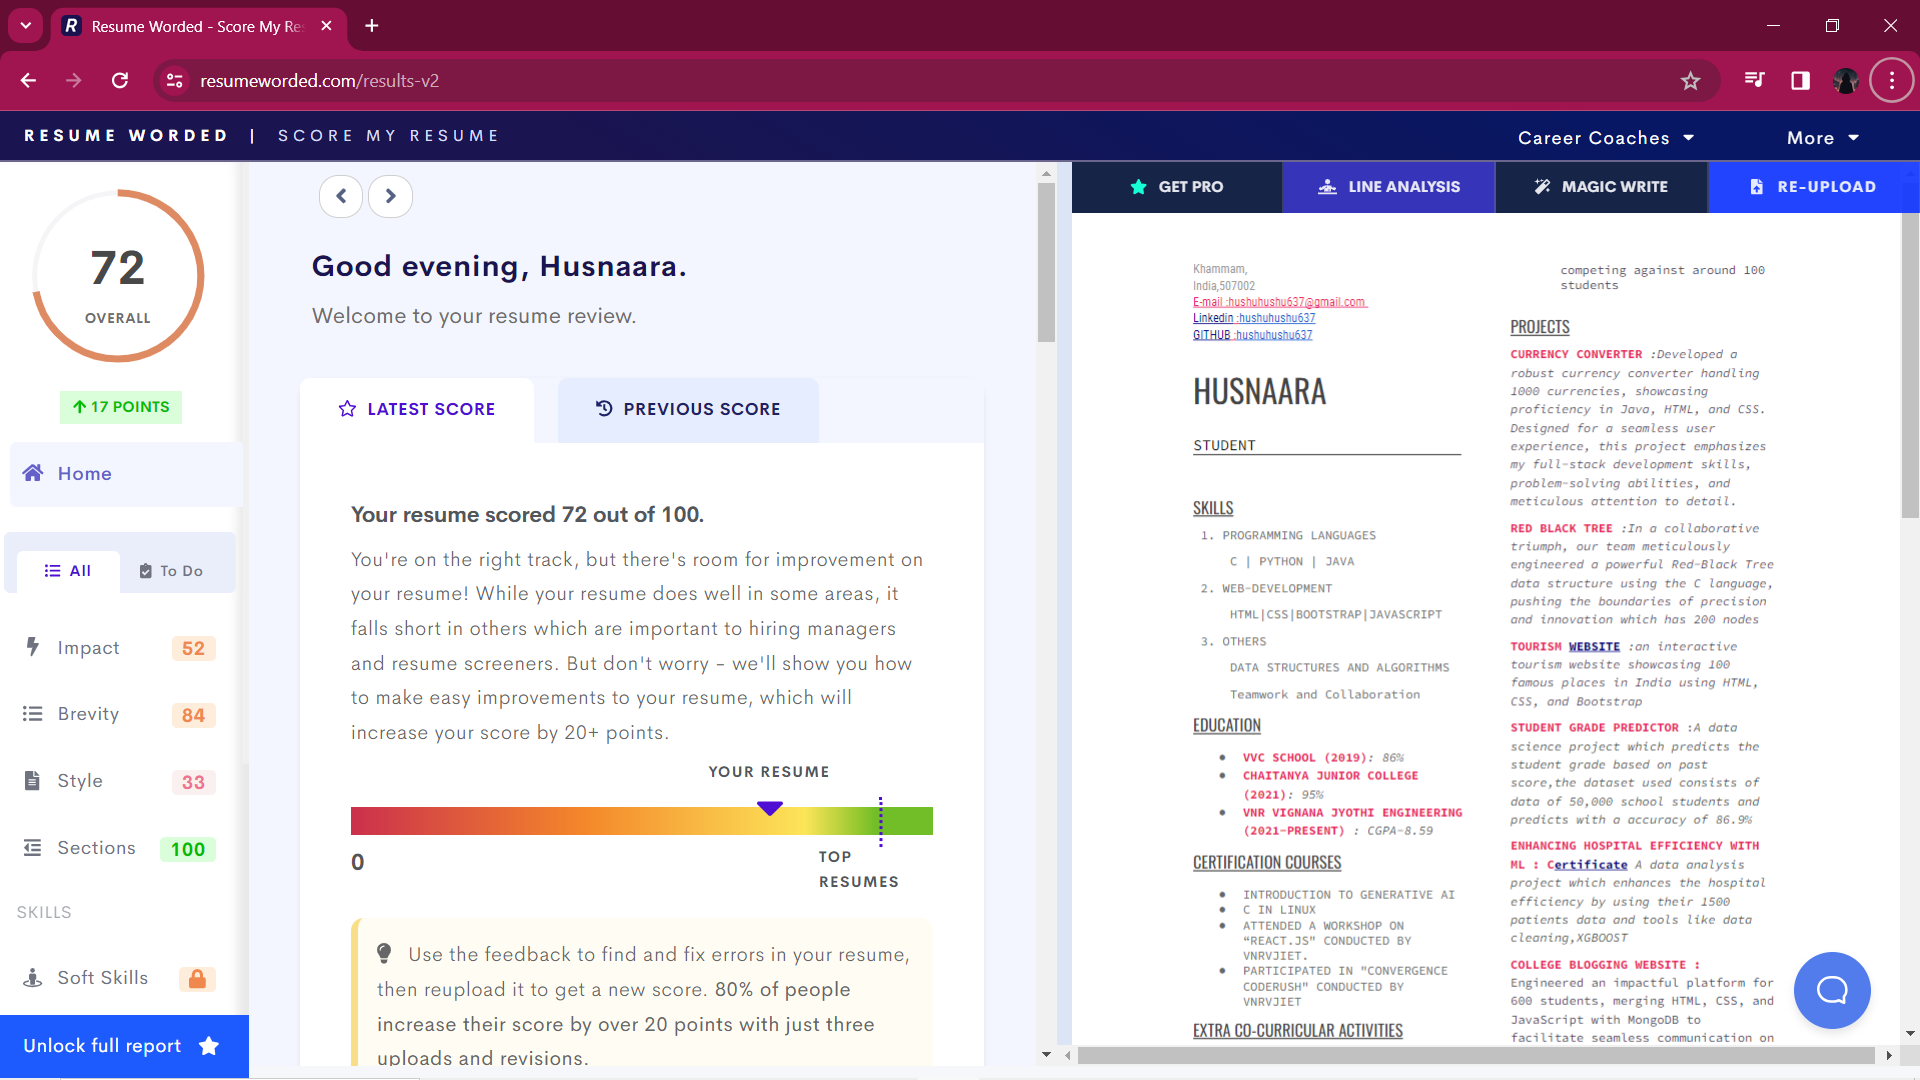 Resume Worded - Score My Res
resumeworded.com/results-v2
RESUME WORDED | SCORE MY RESUME
Career Coaches
More
72
OVERALL
17 POINTS
Home
All
To Do
Impact 52
Brevity 84
Style 33
Sections 100
SKILLS
Soft Skills
Unlock full report
Good evening, Husnaara.
Welcome to your resume review.
LATEST SCORE
PREVIOUS SCORE
Your resume scored 72 out of 100.
You're on the right track, but there's room for improvement on
your resume! While your resume does well in some areas, it
falls short in others which are important to hiring managers
and resume screeners. But don't worry - we'll show you how
to make easy improvements to your resume, which will
increase your score by 20+ points.
YOUR RESUME
0
TOP
RESUMES
Use the feedback to find and fix errors in your resume,
then reupload it to get a new score. 80% of people
increase their score by over 20 points with just three
uploads and revisions.
GET PRO
LINE ANALYSIS
MAGIC WRITE
RE-UPLOAD
Khammam,
India,507002
E-mail :hushuhushu637@gmail.com
Linkedin :hushuhushu637
GITHUB :hushuhushu637
HUSNAARA
STUDENT
SKILLS
1. PROGRAMMING LANGUAGES
C | PYTHON | JAVA
2. WEB-DEVELOPMENT
HTML|CSS|BOOTSTRAP|JAVASCRIPT
3. OTHERS
DATA STRUCTURES AND ALGORITHMS
Teamwork and Collaboration
EDUCATION
● VVC SCHOOL (2019): 86%
● CHAITANYA JUNIOR COLLEGE
(2021): 95%
● VNR VIGNANA JYOTHI ENGINEERING
(2021-PRESENT) : CGPA-8.59
CERTIFICATION COURSES
● INTRODUCTION TO GENERATIVE AI
● C IN LINUX
● ATTENDED A WORKSHOP ON
“REACT.JS” CONDUCTED BY
VNRVJIET.
● PARTICIPATED IN "CONVERGENCE
CODERUSH" CONDUCTED BY
VNRVJIET
EXTRA CO-CURRICULAR ACTIVITIES
competing against around 100
students
PROJECTS
CURRENCY CONVERTER :Developed a
robust currency converter handling
1000 currencies, showcasing
proficiency in Java, HTML, and CSS.
Designed for a seamless user
experience, this project emphasizes
my full-stack development skills,
problem-solving abilities, and
meticulous attention to detail.
RED BLACK TREE :In a collaborative
triumph, our team meticulously
engineered a powerful Red-Black Tree
data structure using the C language,
pushing the boundaries of precision
and innovation which has 200 nodes
TOURISM WEBSITE :an interactive
tourism website showcasing 100
famous places in India using HTML,
CSS, and Bootstrap
STUDENT GRADE PREDICTOR :A data
science project which predicts the
student grade based on past
score,the dataset used consists of
data of 50,000 school students and
predicts with a accuracy of 86.9%
ENHANCING HOSPITAL EFFICIENCY WITH
ML : Certificate A data analysis
project which enhances the hospital
efficiency by using their 1500
patients data and tools like data
cleaning,XGBOOST
COLLEGE BLOGGING WEBSITE :
Engineered an impactful platform for
600 students, merging HTML, CSS, and
JavaScript with MongoDB to
facilitate seamless communication on